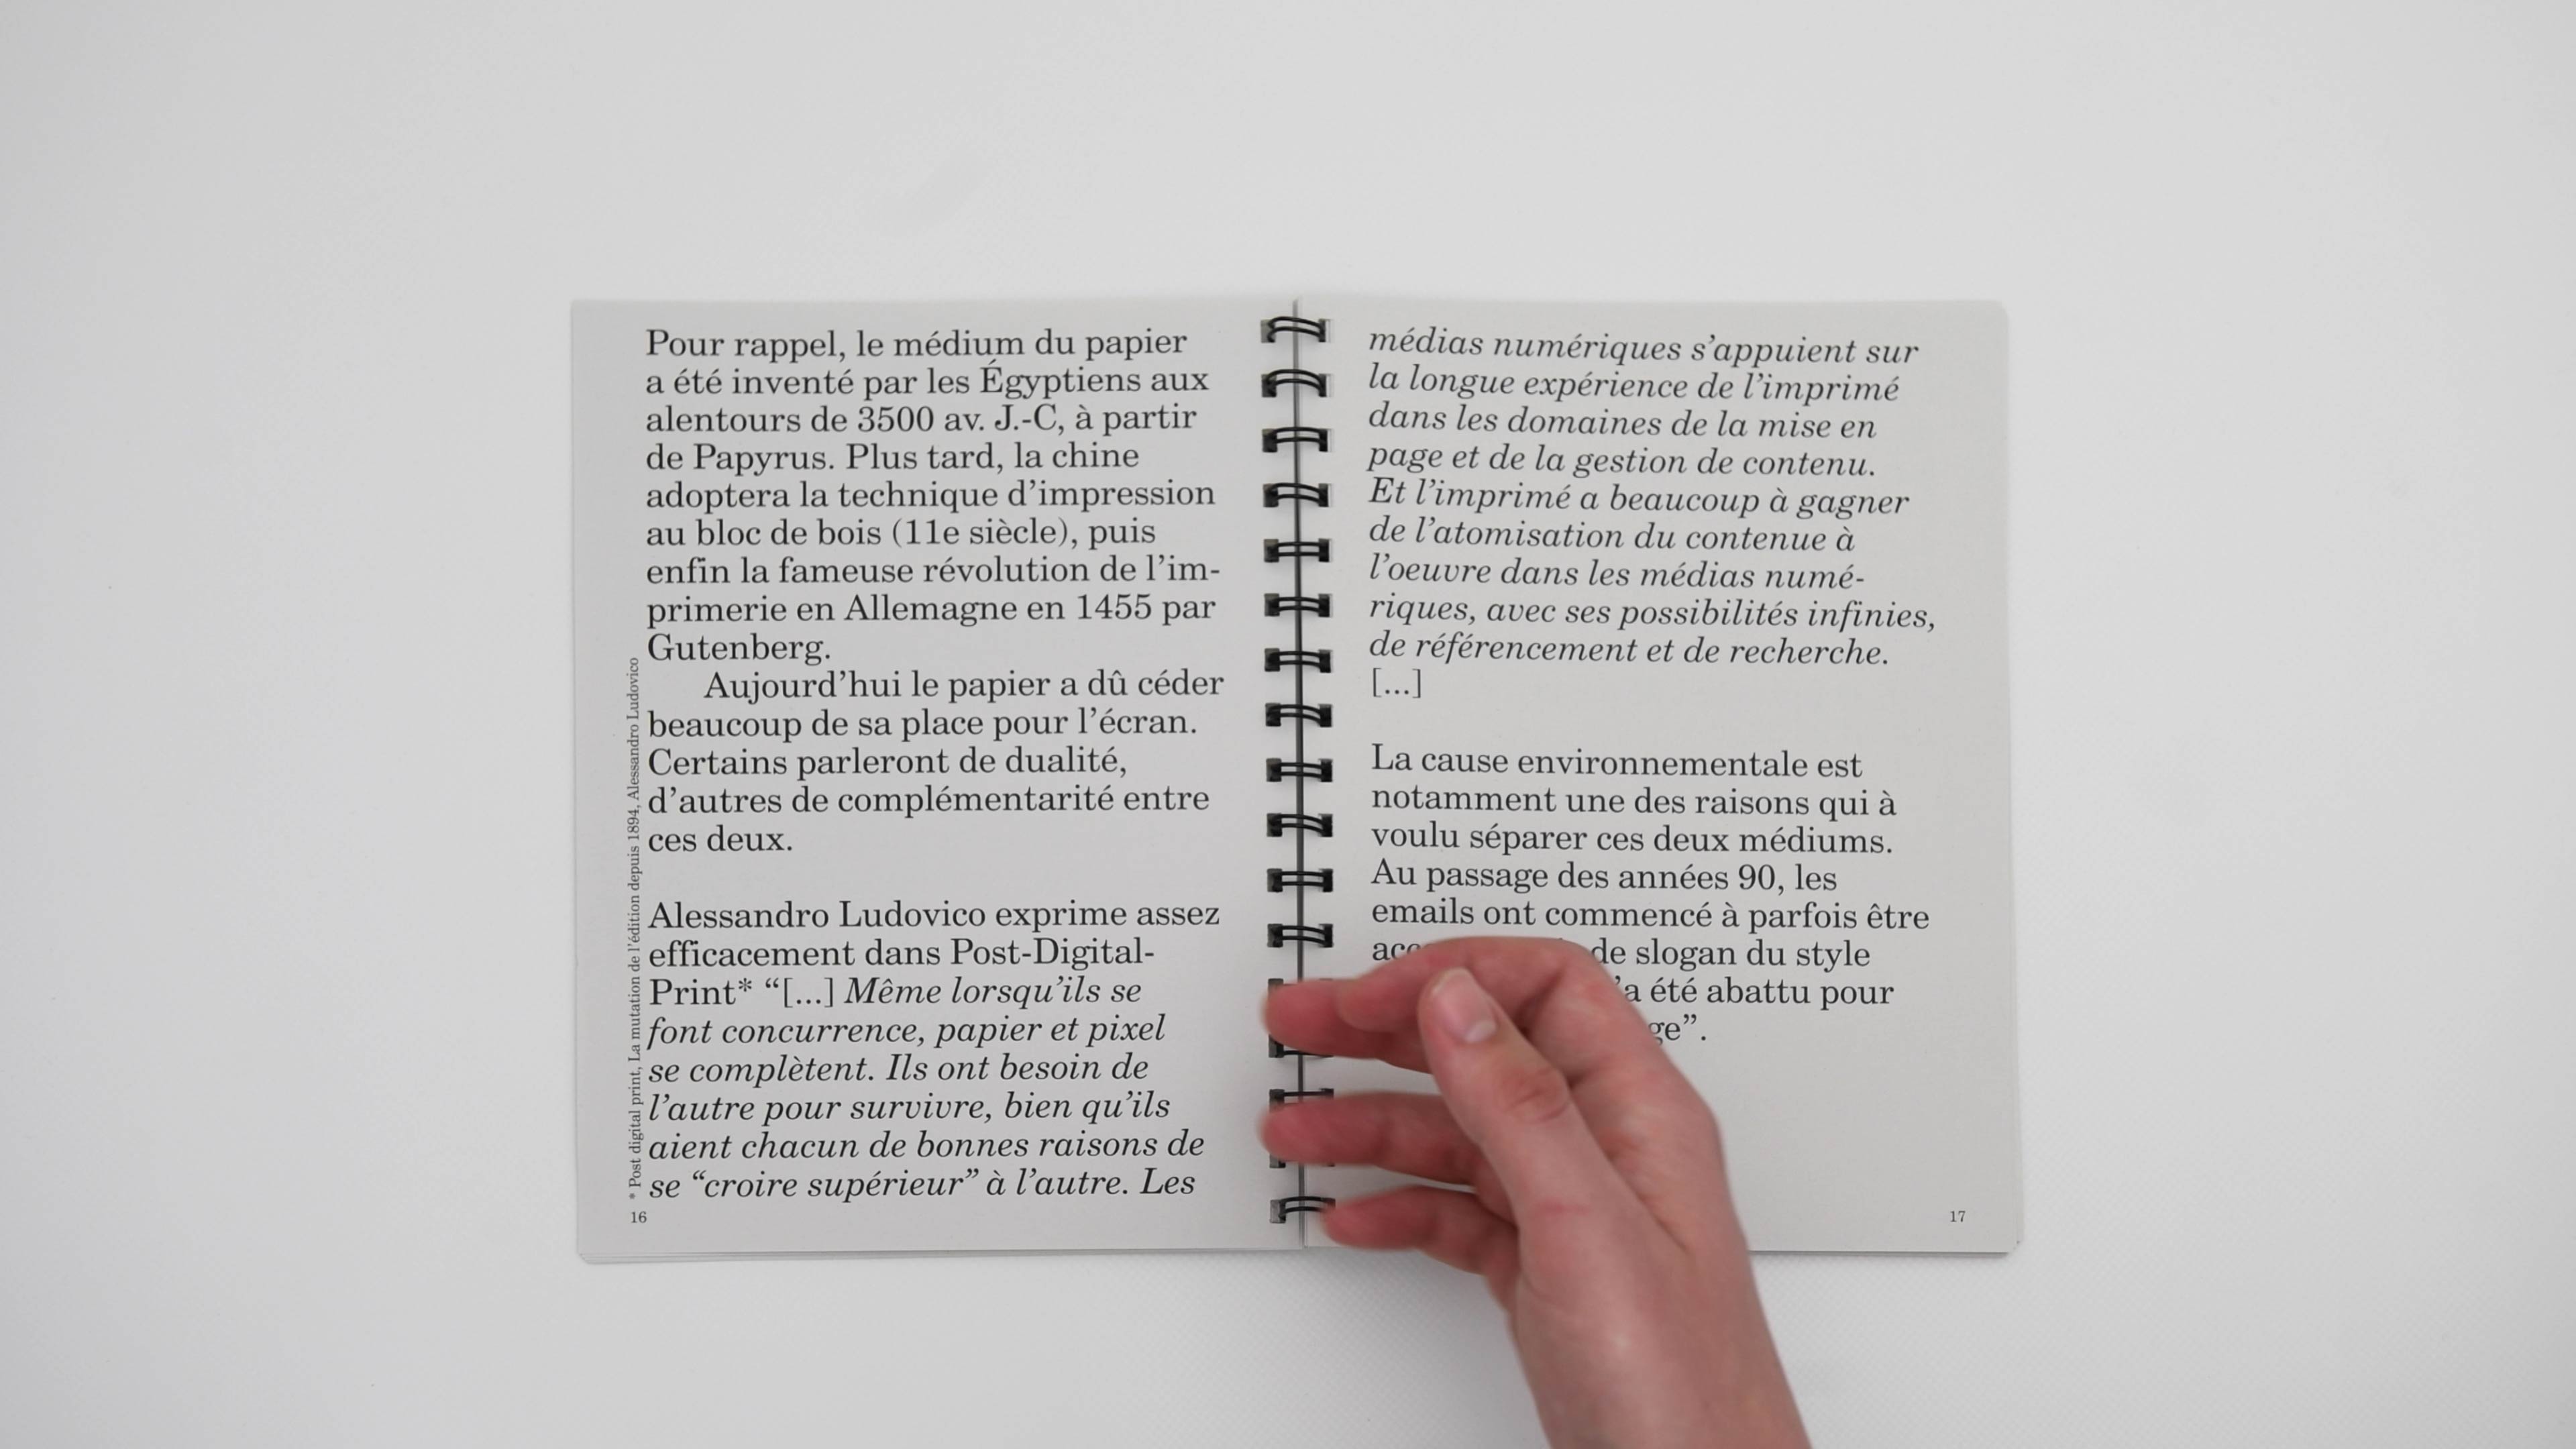 Pour rappel, le médium du papier
a été inventé par les Égyptiens aux
alentours de 3500 av. J.-C, à partir
de Papyrus. Plus tard, la chine
adoptera la technique d’impression
au bloc de bois (11e siècle), puis
enfin la fameuse révolution de l’im-
primerie en Allemagne en 1455 par
Gutenberg.
Aujourd’hui le papier a dû céder
beaucoup de sa place pour l’écran.
Certains parleront de dualité,
d’autres de complémentarité entre
ces deux.
Alessandro Ludovico exprime assez
efficacement dans Post-Digital-
Print* “[...] Même lorsqu’ils se
font concurrence, papier et pixel
se complètent. Ils ont besoin de
l’autre pour survivre, bien qu’ils
aient chacun de bonnes raisons de
se “croire supérieur” à l’autre. Les
* Post digital print, La mutation de l’édition depuis 1894, Alessandro Ludovico
16
médias numériques s’appuient sur
la longue expérience de l’imprimé
dans les domaines de la mise en
page et de la gestion de contenu.
Et l’imprimé a beaucoup à gagner
de l’atomisation du contenue à
l’oeuvre dans les médias numé-
riques, avec ses possibilités infinies,
de référencement et de recherche.
[...]
La cause environnementale est
notamment une des raisons qui à
voulu séparer ces deux médiums.
Au passage des années 90, les
emails ont commencé à parfois être
de slogan du style
été abattu pour
17